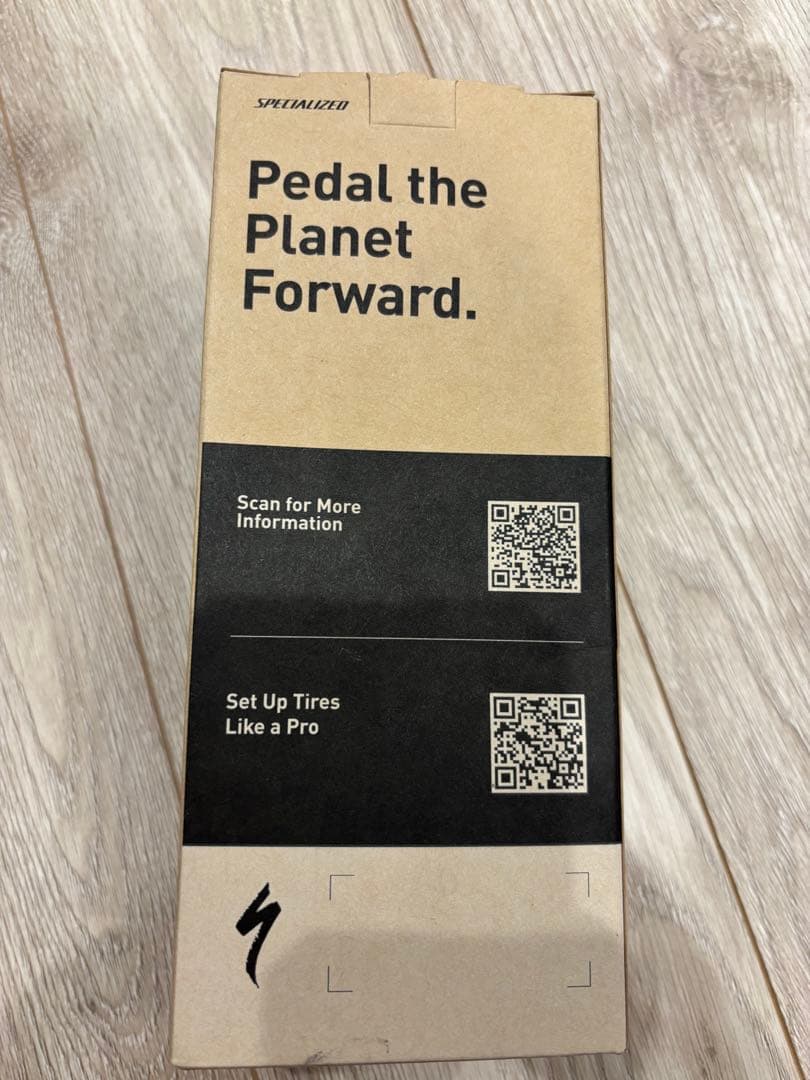 SPECIALIZED
Pedal the
Planet
Forward.
Scan for More
Information
Set Up Tires
Like a Pro